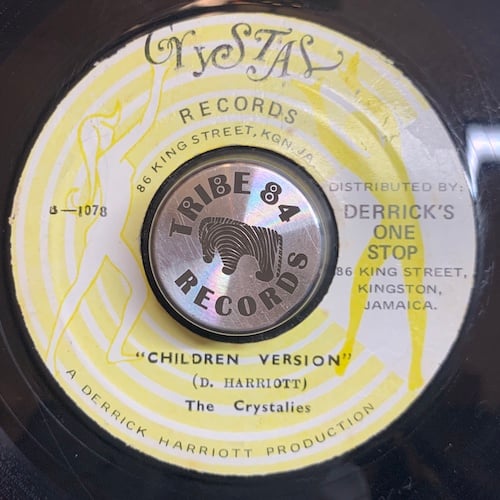 CRYSTAL
RECORDS
86 KING STREET, KGN. JA.
B—1078
DISTRIBUTED BY:
DERRICK'S
ONE
STOP
86 KING STREET,
KINGSTON,
JAMAICA.
TRIBE 84
RECORDS
"CHILDREN VERSION"
(D. HARRIOTT)
The Crystalies
A DERRICK HARRIOTT PRODUCTION